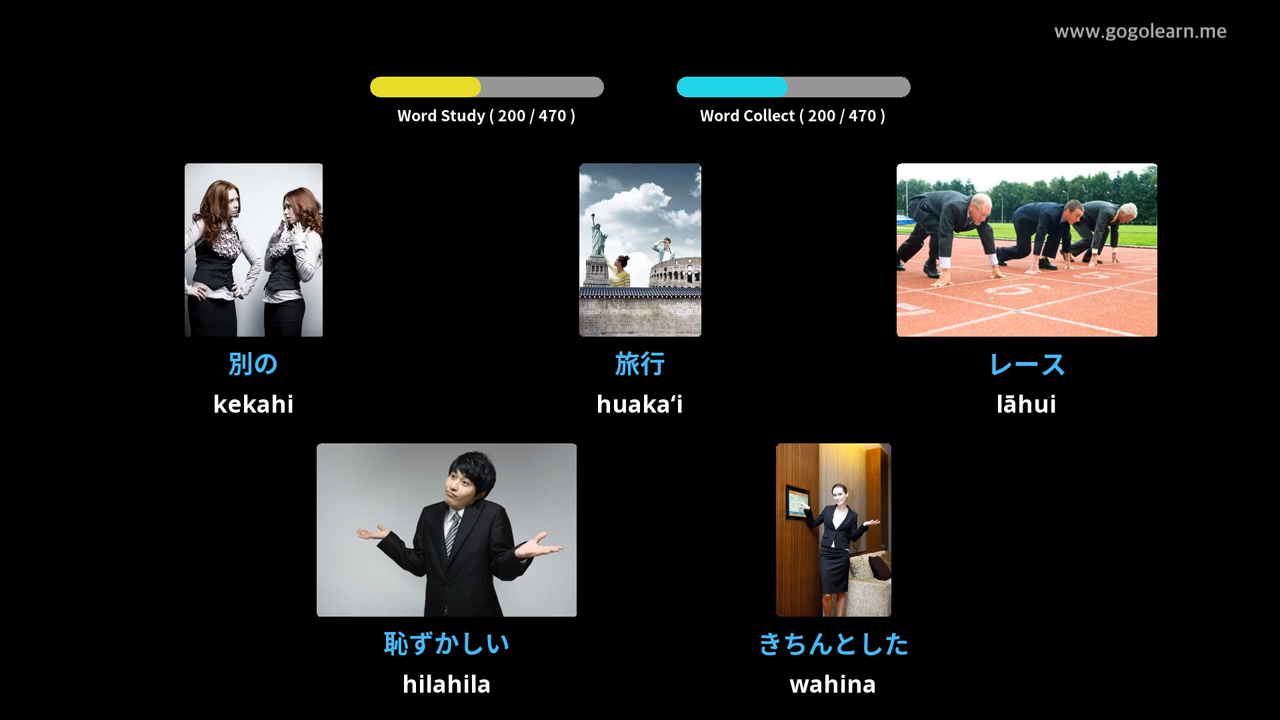 www.gogolearn.me
Word Study ( 200 / 470 )
Word Collect ( 200 / 470 )
別の
kekahi
旅行
huakaʻi
レース
lāhui
恥ずかしい
hilahila
きちんとした
wahina